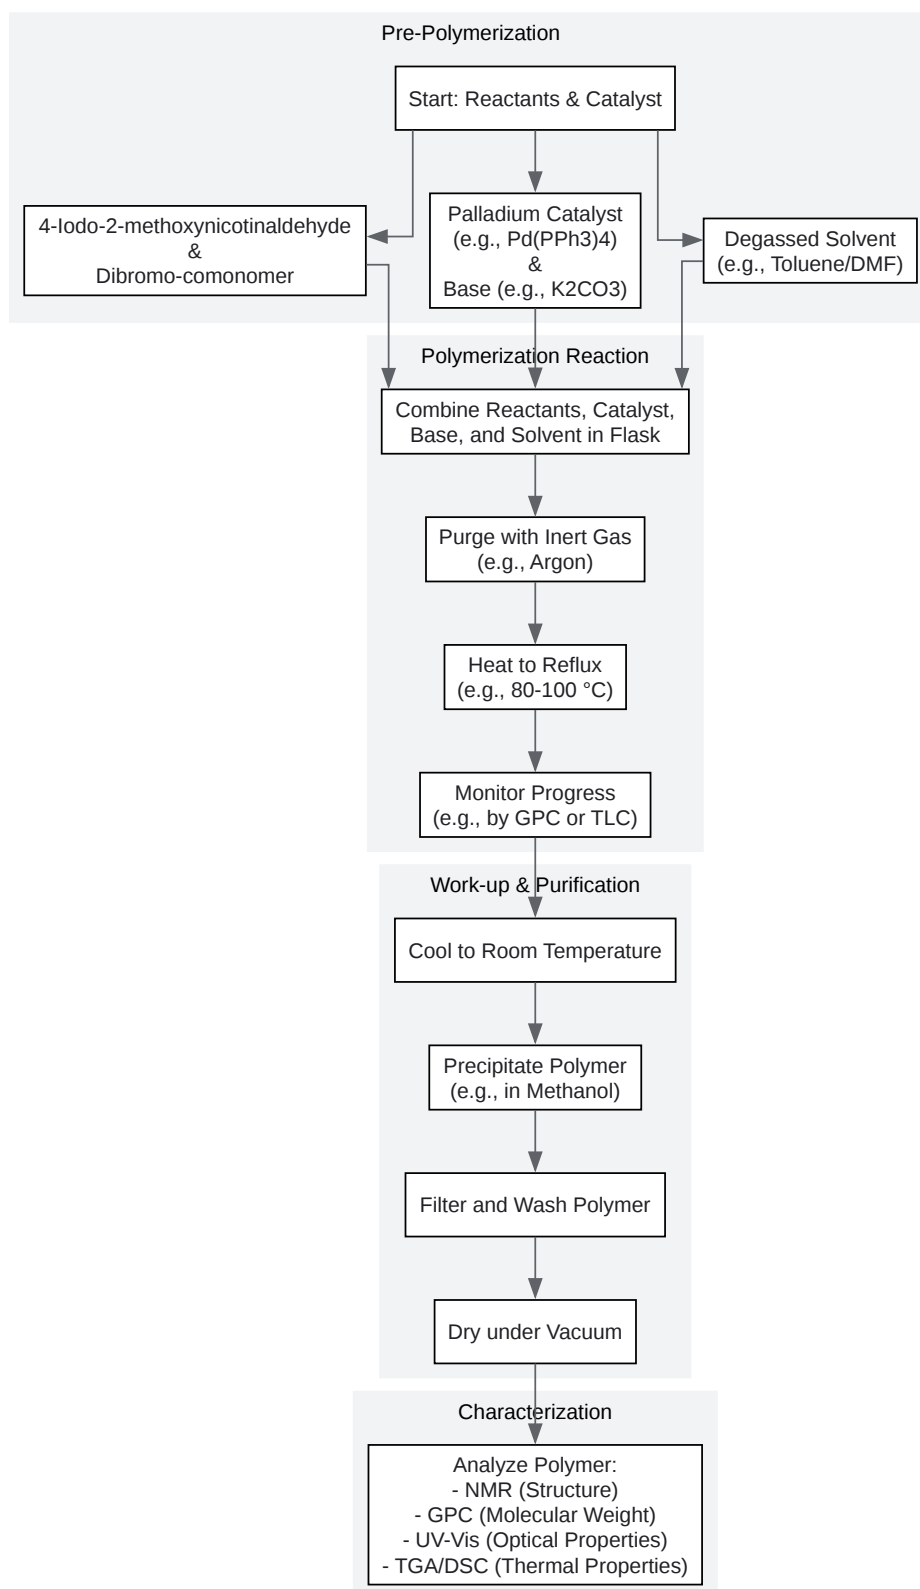 Pre-Polymerization
Start: Reactants & Catalyst
4-Iodo-2-methoxynicotinaldehyde
&
Dibromo-comonomer
Palladium Catalyst
(e.g., Pd(PPh3)4)
&
Base (e.g., K2CO3)
Degassed Solvent
(e.g., Toluene/DMF)
Polymerization Reaction
Combine Reactants, Catalyst,
Base, and Solvent in Flask
Purge with Inert Gas
(e.g., Argon)
Heat to Reflux
(e.g., 80-100 °C)
Monitor Progress
(e.g., by GPC or TLC)
Work-up & Purification
Cool to Room Temperature
Precipitate Polymer
(e.g., in Methanol)
Filter and Wash Polymer
Dry under Vacuum
Characterization
Analyze Polymer:
- NMR (Structure)
- GPC (Molecular Weight)
- UV-Vis (Optical Properties)
- TGA/DSC (Thermal Properties)